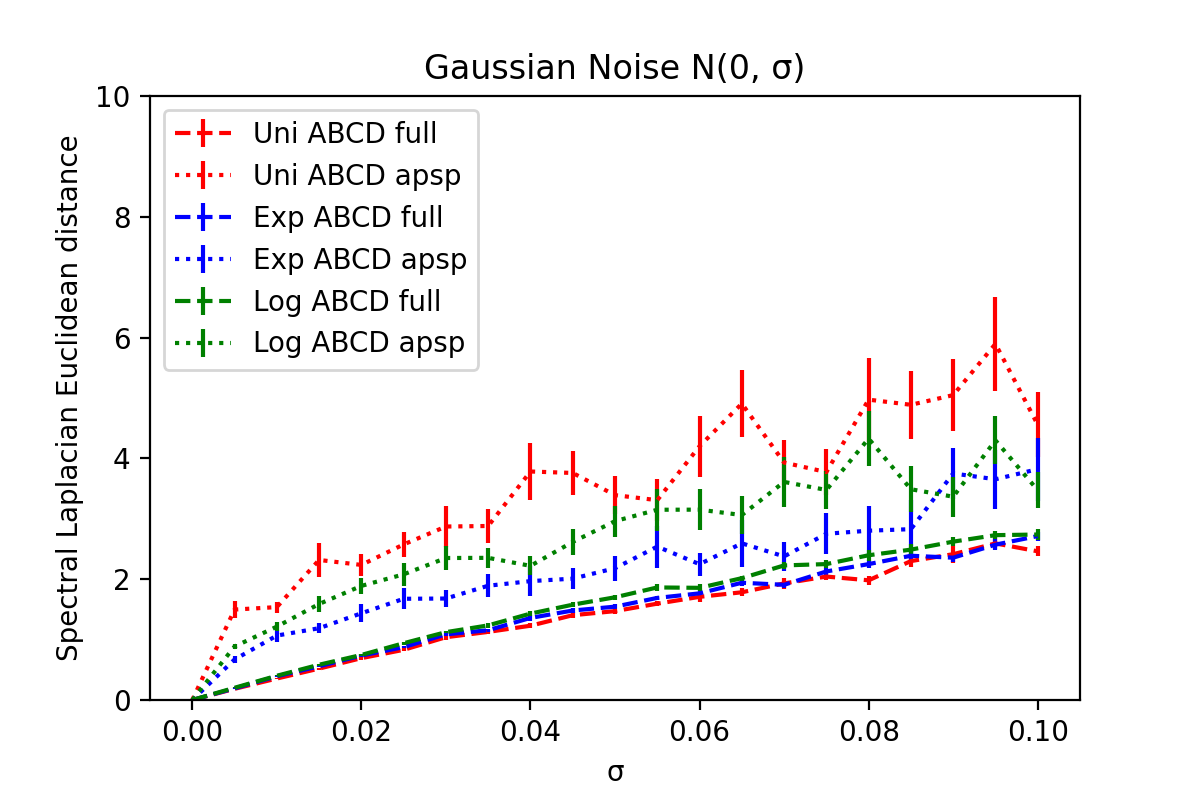 Gaussian Noise N(0, σ)
Spectral Laplacian Euclidean distance
10
8
6
4
2
0
Uni ABCD full
Uni ABCD apsp
Exp ABCD full
Exp ABCD apsp
Log ABCD full
Log ABCD apsp
0.00 0.02 0.04 0.06 0.08 0.10
σ